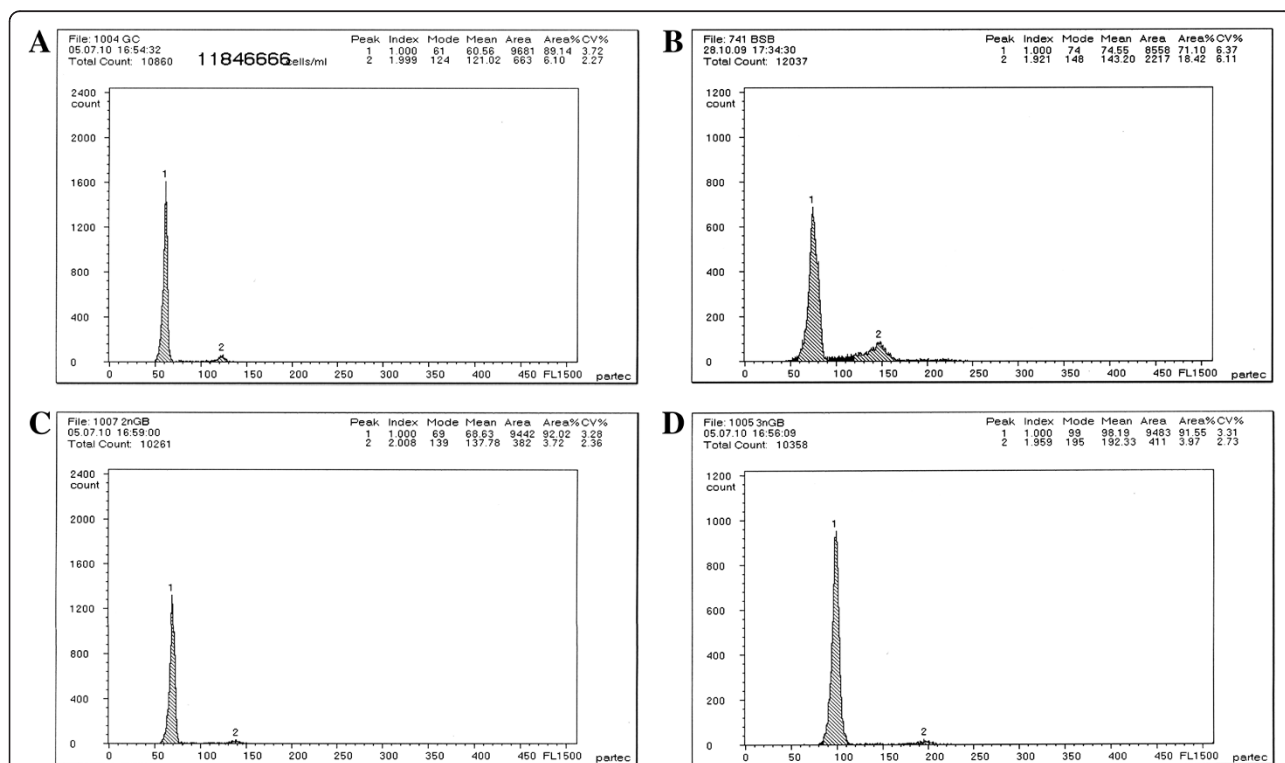 A
File: 1004 GC
05.07.10 16:54:32
Total Count: 10860 11846666 cells/ml
Peak Index Mode Mean Area Area% CV%
1 1.000 61 60.56 9681 89.14 3.72
2 1.999 124 121.02 663 6.10 2.27
2400
count
2000
1600
1200
800
400
0
1
2
0 50 100 150 200 250 300 350 400 450 FL1500
partec
B
File: 741 BSB
28.10.09 17:34:30
Total Count: 12037
Peak Index Mode Mean Area Area% CV%
1 1.000 74 74.55 8558 71.10 6.37
2 1.921 148 143.20 2217 18.42 6.11
1200
count
1000
800
600
400
200
0
1
2
0 50 100 150 200 250 300 350 400 450 FL1500
partec
C
File: 1007 2nGB
05.07.10 16:59:00
Total Count: 10261
Peak Index Mode Mean Area Area% CV%
1 1.000 69 68.63 9442 92.02 3.28
2 2.008 139 137.78 382 3.72 2.36
2400
count
2000
1600
1200
800
400
0
1
2
0 50 100 150 200 250 300 350 400 450 FL1500
partec
D
File: 1005 3nGB
05.07.10 16:56:09
Total Count: 10358
Peak Index Mode Mean Area Area% CV%
1 1.000 99 98.19 9483 91.55 3.31
2 1.959 195 192.33 411 3.97 2.73
1200
count
1000
800
600
400
200
0
1
2
0 50 100 150 200 250 300 350 400 450 FL1500
partec